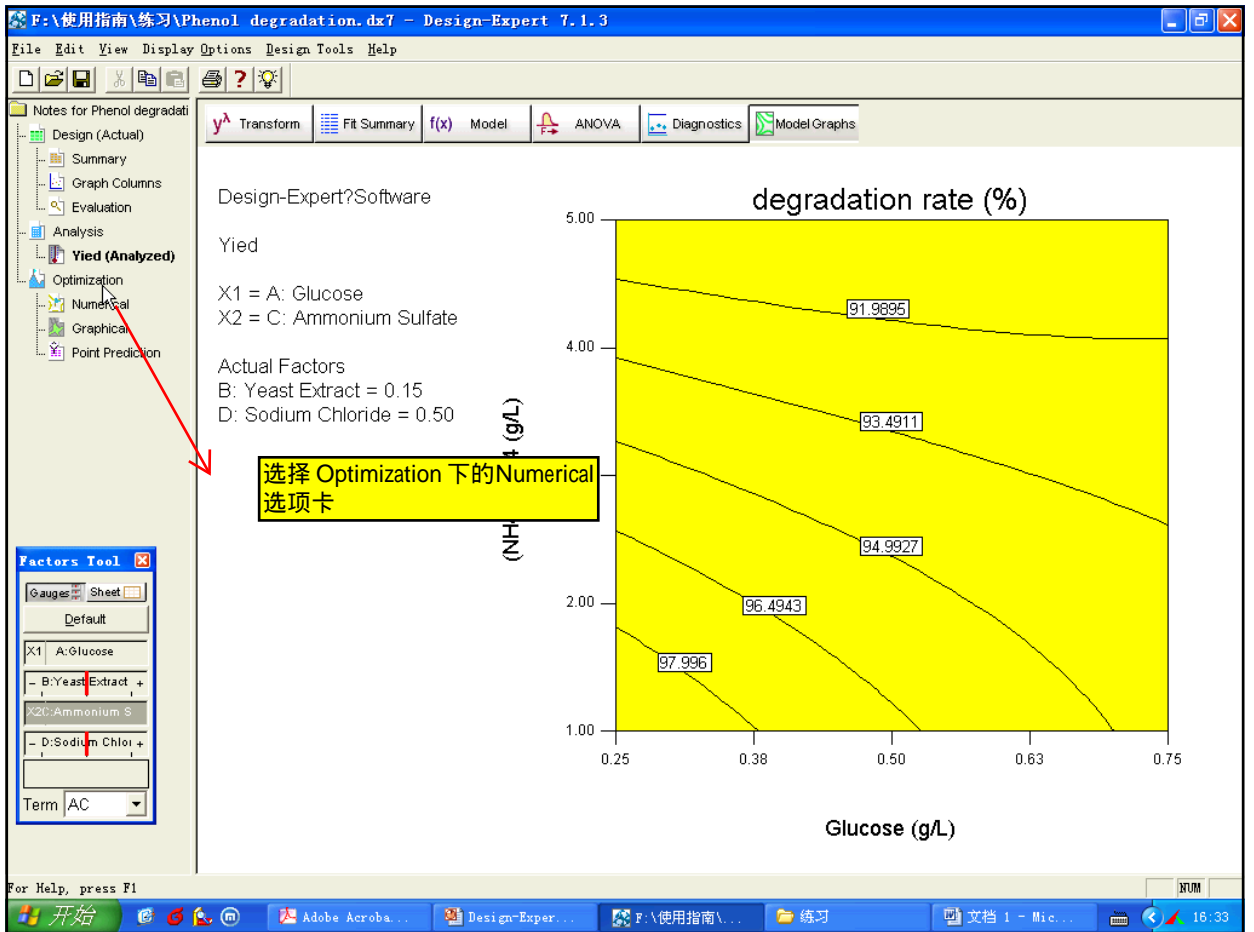 F:\使用指南\练习\Phenol degradation.dx7 - Design-Expert 7.1.3
File Edit View Display Options Design Tools Help
Notes for Phenol degradati
Design (Actual)
Summary
Graph Columns
Evaluation
Analysis
Yied (Analyzed)
Optimization
Numerical
Graphical
Point Prediction
yλ Transform
Fit Summary
f(x) Model
ANOVA
Diagnostics
Model Graphs
Design-Expert?Software
Yied
X1 = A: Glucose
X2 = C: Ammonium Sulfate
Actual Factors
B: Yeast Extract = 0.15
D: Sodium Chloride = 0.50
选择 Optimization 下的Numerical
选项卡
degradation rate (%)
5.00
4.00
2.00
1.00
91.9895
93.4911
94.9927
96.4943
97.996
0.25
0.38
0.50
0.63
0.75
Glucose (g/L)
4 (g/L)
(NH
Factors Tool
Gauges Sheet
Default
X1 A:Glucose
- B:Yeast Extract +
X2C:Ammonium S
- D:Sodium Chlor +
Term AC
For Help, press F1
NUM
开始
Adobe Acroba...
Design-Exper...
F:\使用指南\...
练习
文档 1 - Mic...
16:33